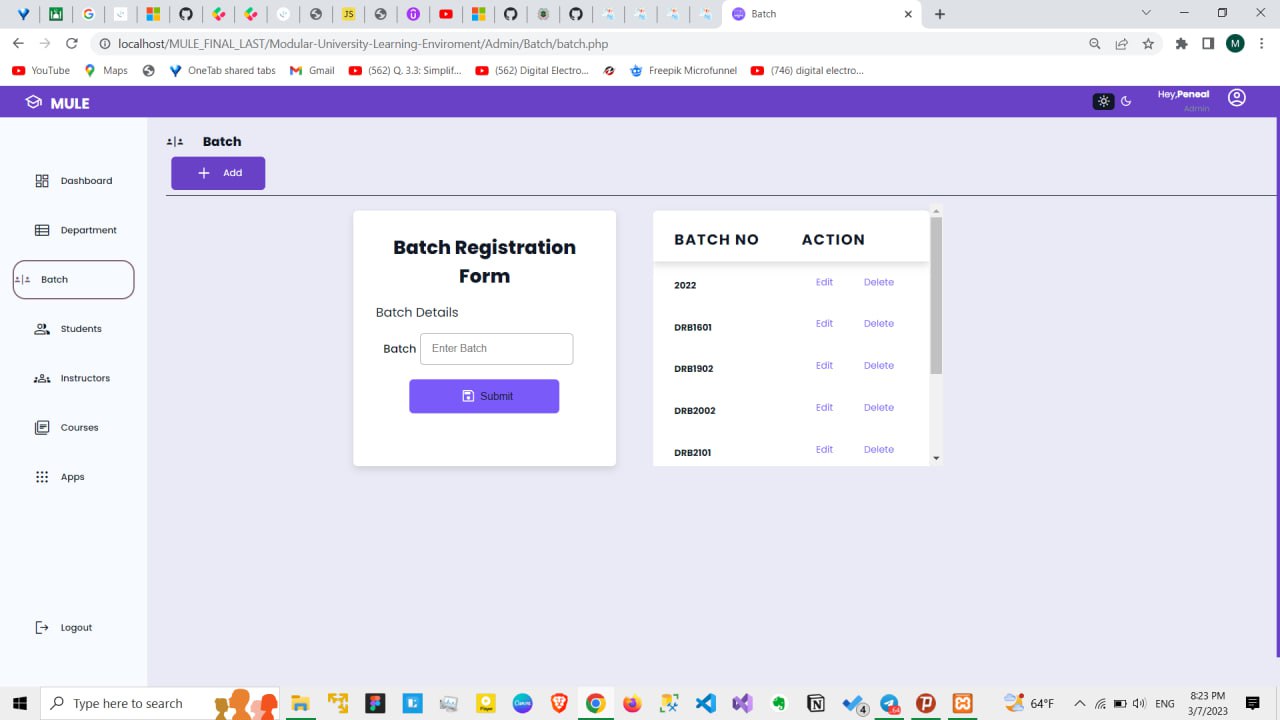 Batch
localhost/MULE_FINAL_LAST/Modular-University-Learning-Enviroment/Admin/Batch/batch.php
M
YouTube
Maps
OneTab shared tabs
Gmail
(562) Q. 3.3: Simplif...
(562) Digital Electro...
Freepik Microfunnel
(746) digital electro...
MULE
Hey,Peneal
Admin
Batch
Add
Dashboard
Department
Batch
Students
Instructors
Courses
Apps
Logout
Batch Registration
Form
Batch Details
Batch Enter Batch
Submit
BATCH NO ACTION
2022 Edit Delete
DRB1601 Edit Delete
DRB1902 Edit Delete
DRB2002 Edit Delete
DRB2101 Edit Delete
Type here to search
64°F
ENG
8:23 PM
3/7/2023